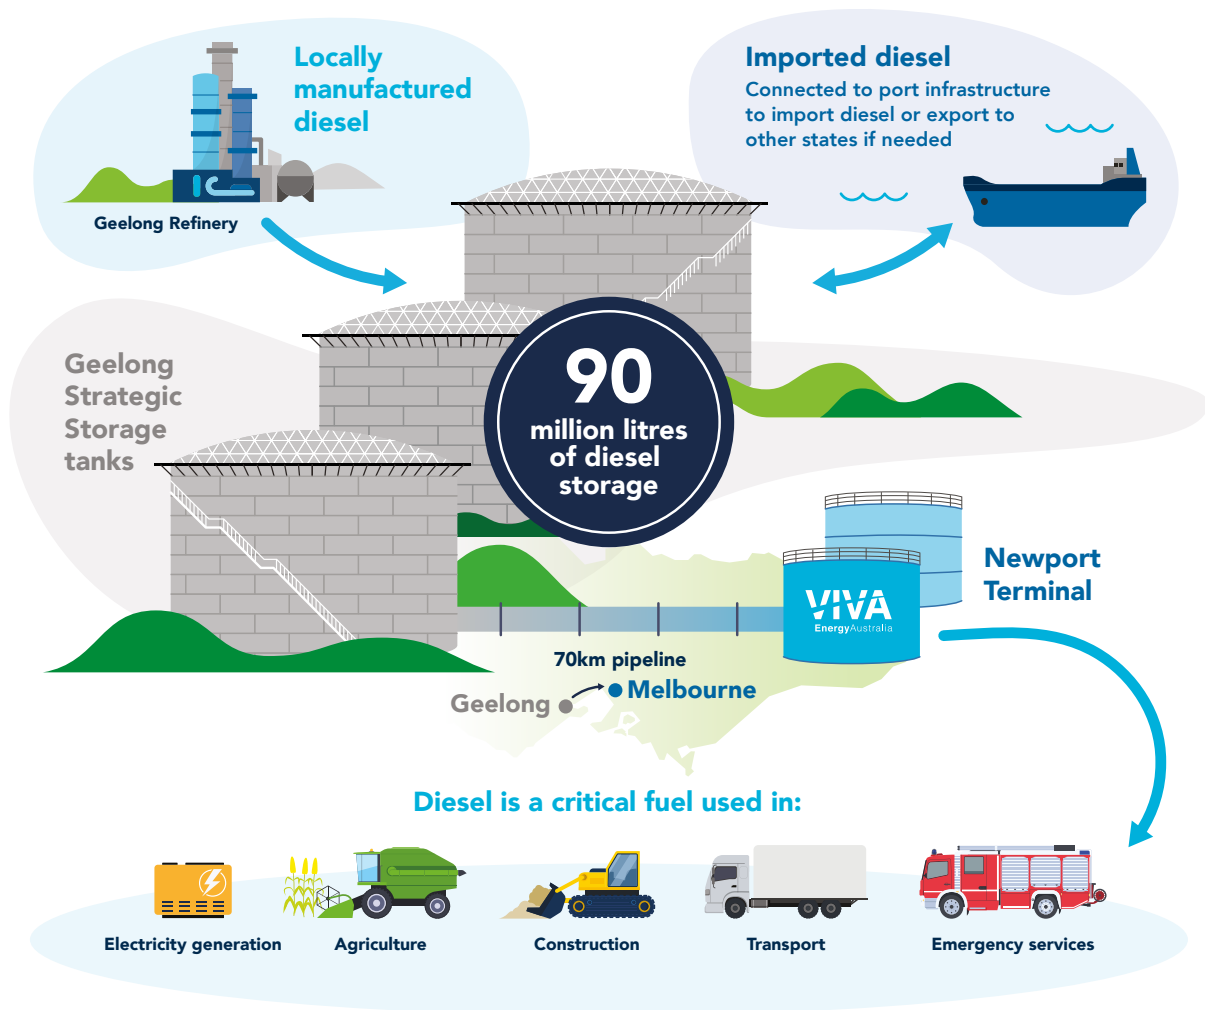 Locally
manufactured
diesel
Geelong Refinery
Imported diesel
Connected to port infrastructure
to import diesel or export to
other states if needed
Geelong
Strategic
Storage
tanks
90
million litres
of diesel
storage
VIVA
EnergyAustralia
Newport
Terminal
70km pipeline
Geelong
Melbourne
Diesel is a critical fuel used in:
Electricity generation
Agriculture
Construction
Transport
Emergency services